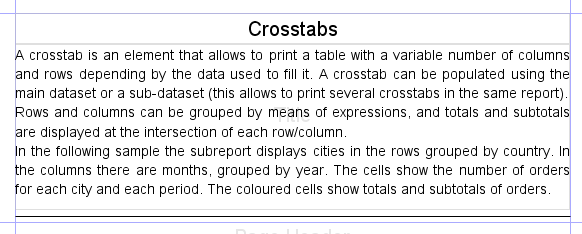 Crosstabs
A crosstab is an element that allows to print a table with a variable number of columns
and rows depending by the data used to fill it. A crosstab can be populated using the
main dataset or a sub-dataset (this allows to print several crosstabs in the same report).
Rows and columns can be grouped by means of expressions, and totals and subtotals
are displayed at the intersection of each row/column.
In the following sample the subreport displays cities in the rows grouped by country. In
the columns there are months, grouped by year. The cells show the number of orders
for each city and each period. The coloured cells show totals and subtotals of orders.
Page Header